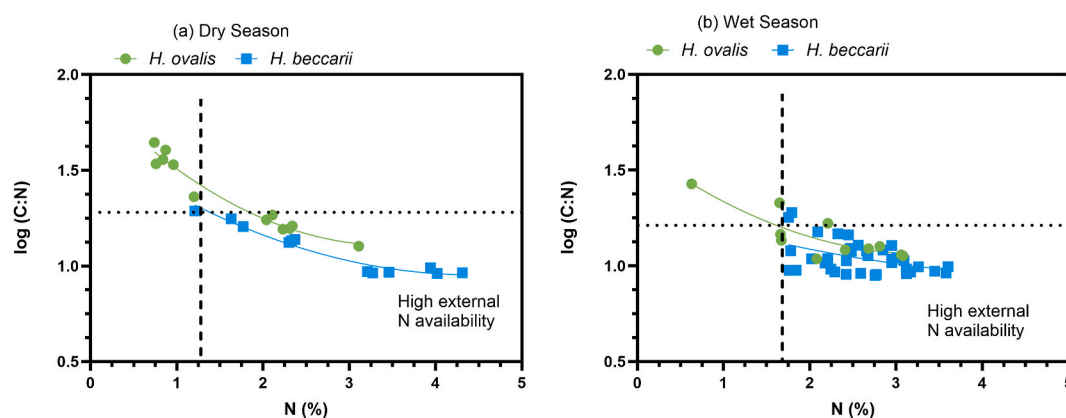 (a) Dry Season
H. ovalis H. beccarii
2.0
1.5
1.0
0.5
log (C:N)
High external
N availability
0 1 2 3 4 5
N (%)
(b) Wet Season
H. ovalis H. beccarii
2.0
1.5
1.0
0.5
log (C:N)
High external
N availability
0 1 2 3 4 5
N (%)